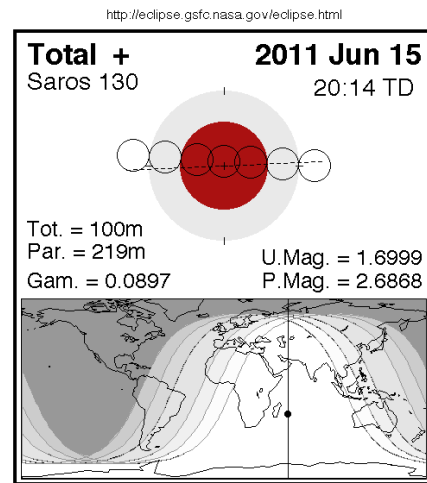 http://eclipse.gsfc.nasa.gov/eclipse.html
Total + 2011 Jun 15
Saros 130 20:14 TD
Tot. = 100m
Par. = 219m
Gam. = 0.0897
U.Mag. = 1.6999
P.Mag. = 2.6868